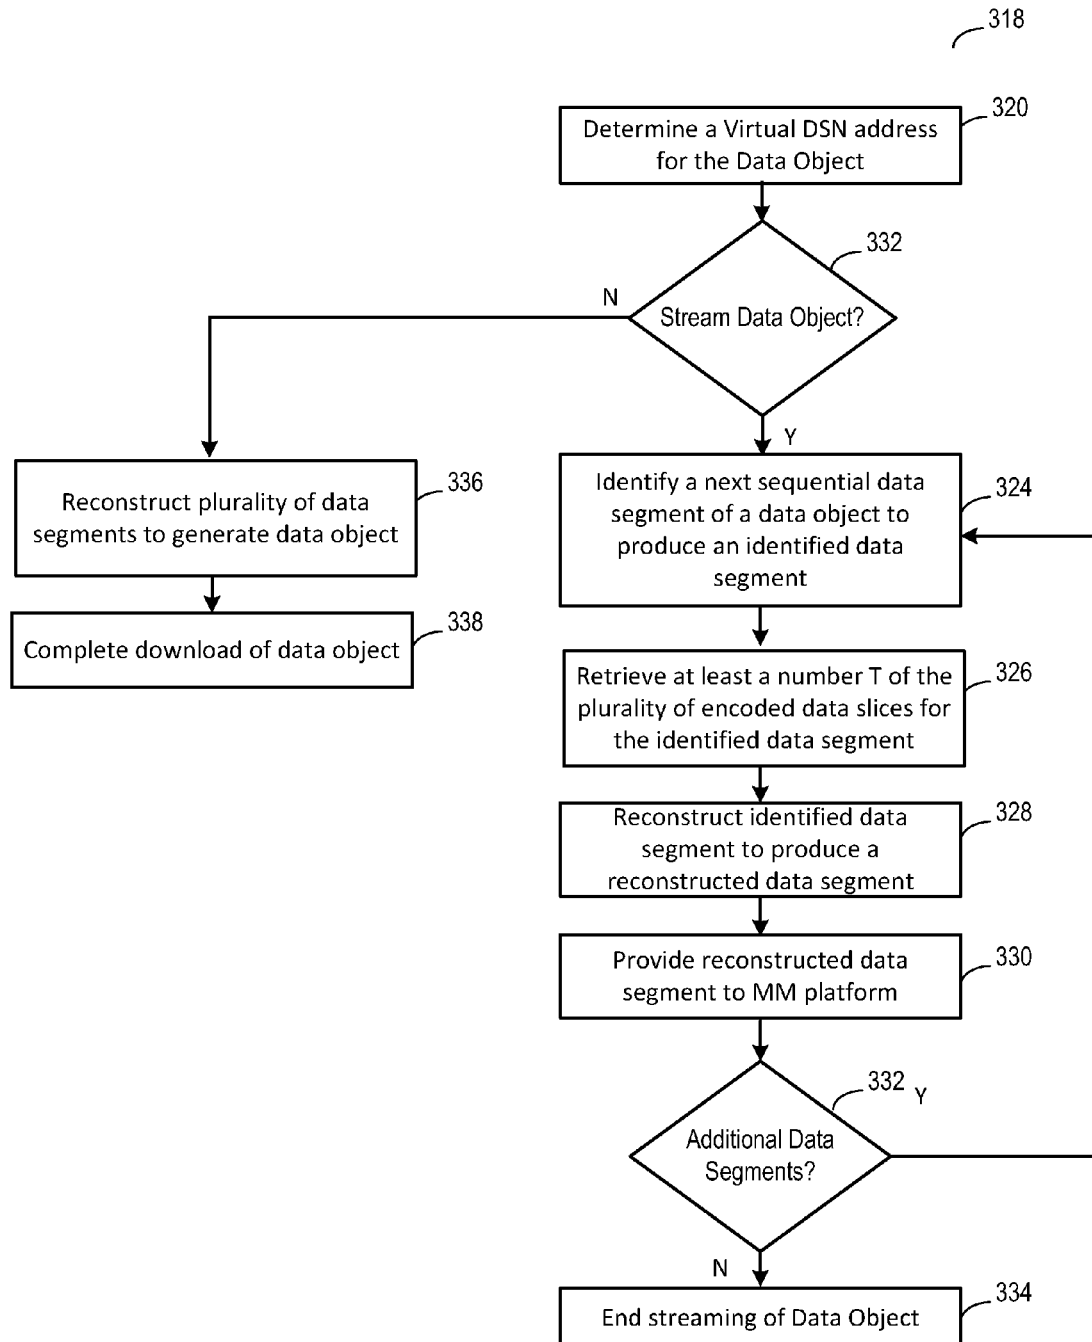 318
320
Determine a Virtual DSN address
for the Data Object
332
N
Stream Data Object?
Y
336
Reconstruct plurality of data
segments to generate data object
338
Complete download of data object
324
Identify a next sequential data
segment of a data object to
produce an identified data
segment
326
Retrieve at least a number T of the
plurality of encoded data slices for
the identified data segment
328
Reconstruct identified data
segment to produce a
reconstructed data segment
330
Provide reconstructed data
segment to MM platform
332
Y
Additional Data
Segments?
N
334
End streaming of Data Object